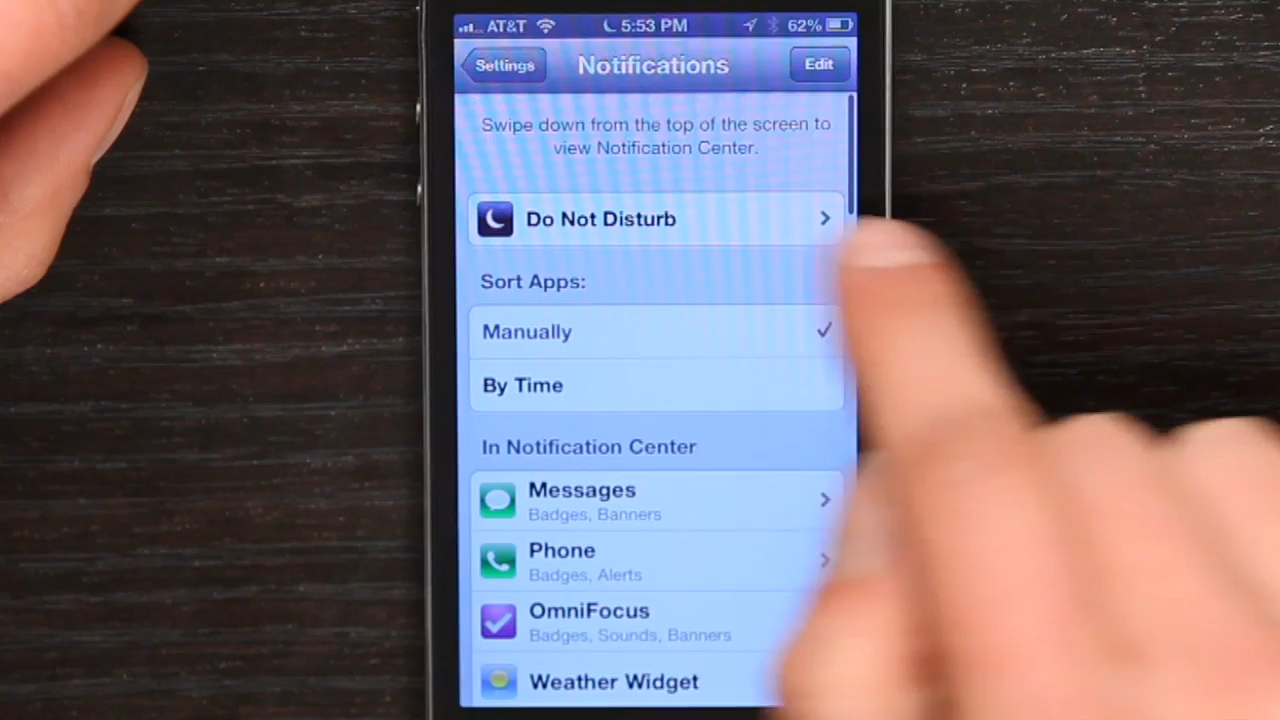 AT&T 5:53 PM 62%
Settings Notifications Edit
Swipe down from the top of the screen to
view Notification Center.
Do Not Disturb
Sort Apps:
Manually
By Time
In Notification Center
Messages
Badges, Banners
Phone
Badges, Alerts
OmniFocus
Badges, Sounds, Banners
Weather Widget